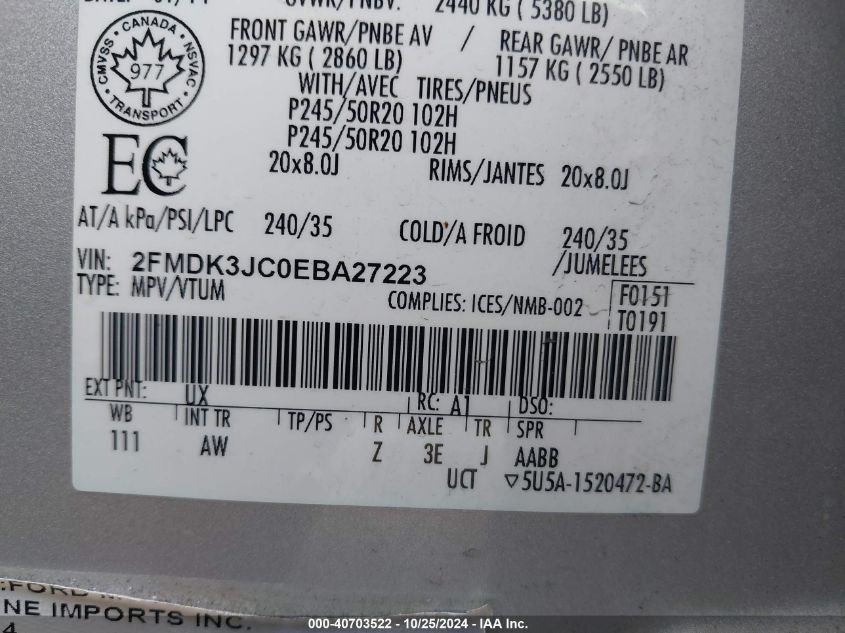 2440 KG ( 5380 LB)
FRONT GAWR/PNBE AV / REAR GAWR/ PNBE AR
1297 KG ( 2860 LB) 1157 KG ( 2550 LB)
WITH/AVEC TIRES/PNEUS
P245/50R20 102H
P245/50R20 102H
20x8.0J RIMS/JANTES 20x8.0J
CANADA
CMVSS 977 NSVAC
TRANSPORT
EC
AT/A kPa/PSI/LPC 240/35 COLD/A FROID 240/35
/JUMELEES
VIN: 2FMDK3JC0EBA27223
TYPE: MPV/VTUM
COMPLIES: ICES/NMB-002 F0151
T0191
EXT PNT: UX RC: A1 DSO:
WB INT TR TP/PS R AXLE TR SPR
111 AW Z 3E J AABB
UCT ▽5U5A-1520472-BA
NE IMPORTS INC.
4
000-40703522 - 10/25/2024 - IAA Inc.